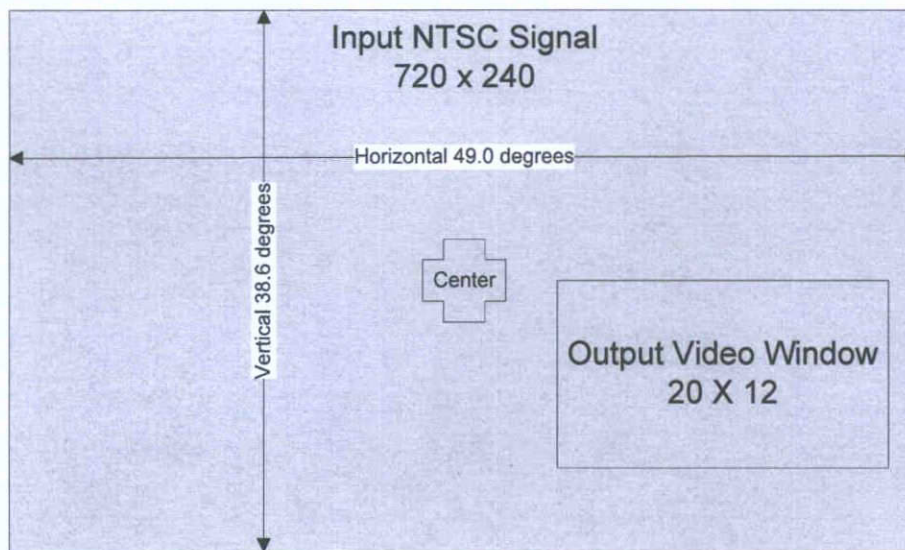 Input NTSC Signal
720 x 240
Horizontal 49.0 degrees
Vertical 38.6 degrees
Center
Output Video Window
20 X 12